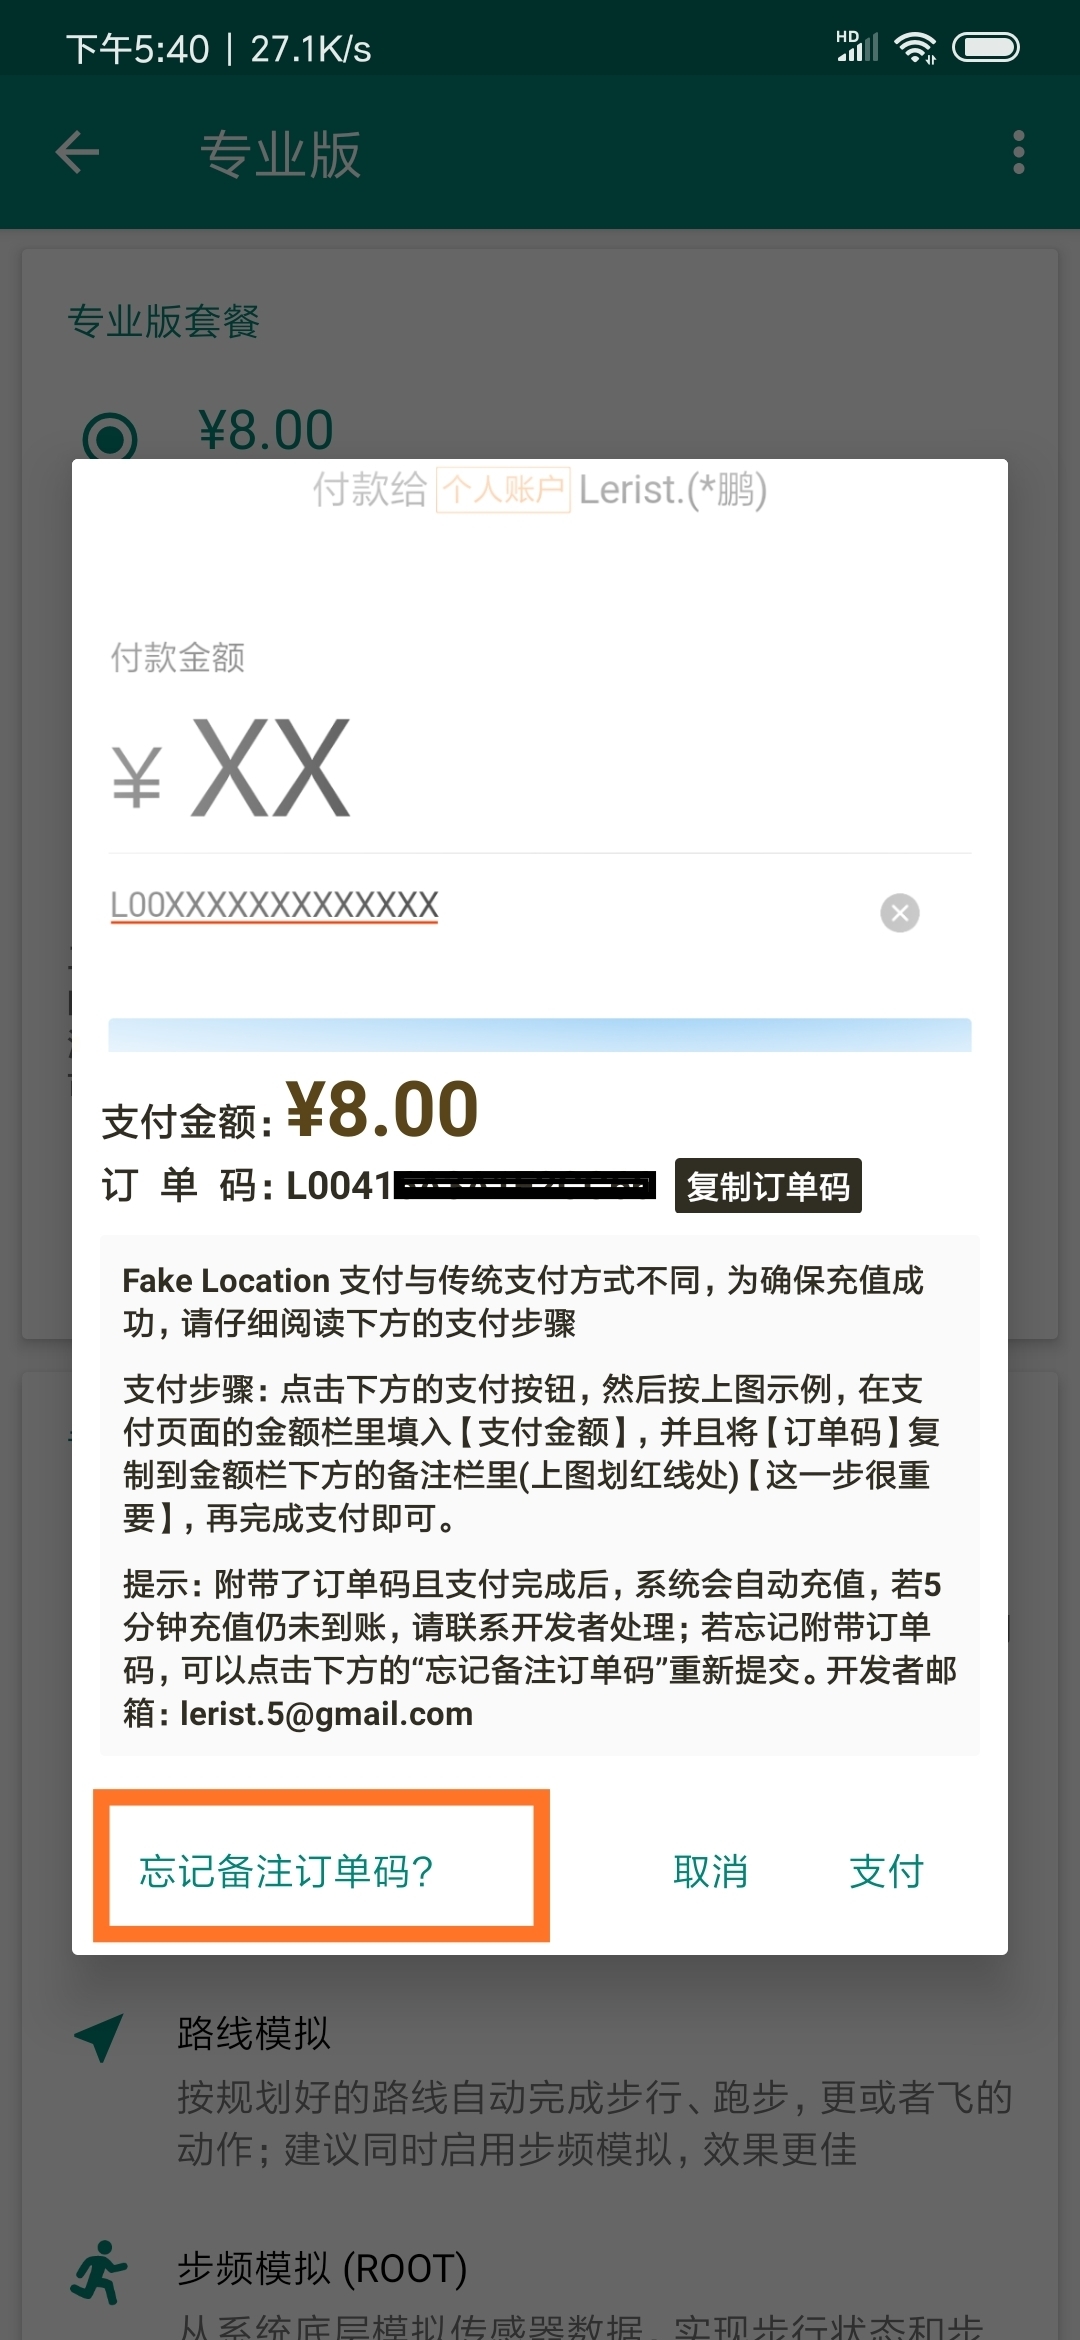 下午5:40 | 27.1K/s
HD
专业版
专业版套餐
¥8.00
付款给 个人账户 Lerist.(*鹏)
付款金额
¥ XX
L00XXXXXXXXXXXXX
支付金额: ¥8.00
订 单 码: L0041
复制订单码
Fake Location 支付与传统支付方式不同, 为确保充值成
功, 请仔细阅读下方的支付步骤
支付步骤: 点击下方的支付按钮, 然后按上图示例, 在支
付页面的金额栏里填入【支付金额】, 并且将【订单码】复
制到金额栏下方的备注栏里(上图划红线处)【这一步很重
要】, 再完成支付即可。
提示: 附带了订单码且支付完成后, 系统会自动充值, 若5
分钟充值仍未到账, 请联系开发者处理; 若忘记附带订单
码, 可以点击下方的“忘记备注订单码”重新提交。开发者邮
箱: lerist.5@gmail.com
忘记备注订单码?
取消
支付
路线模拟
按规划好的路线自动完成步行、跑步, 更或者飞的
动作; 建议同时启用步频模拟, 效果更佳
步频模拟 (ROOT)
从系统底层模拟传感器数据, 实现步行状态和步